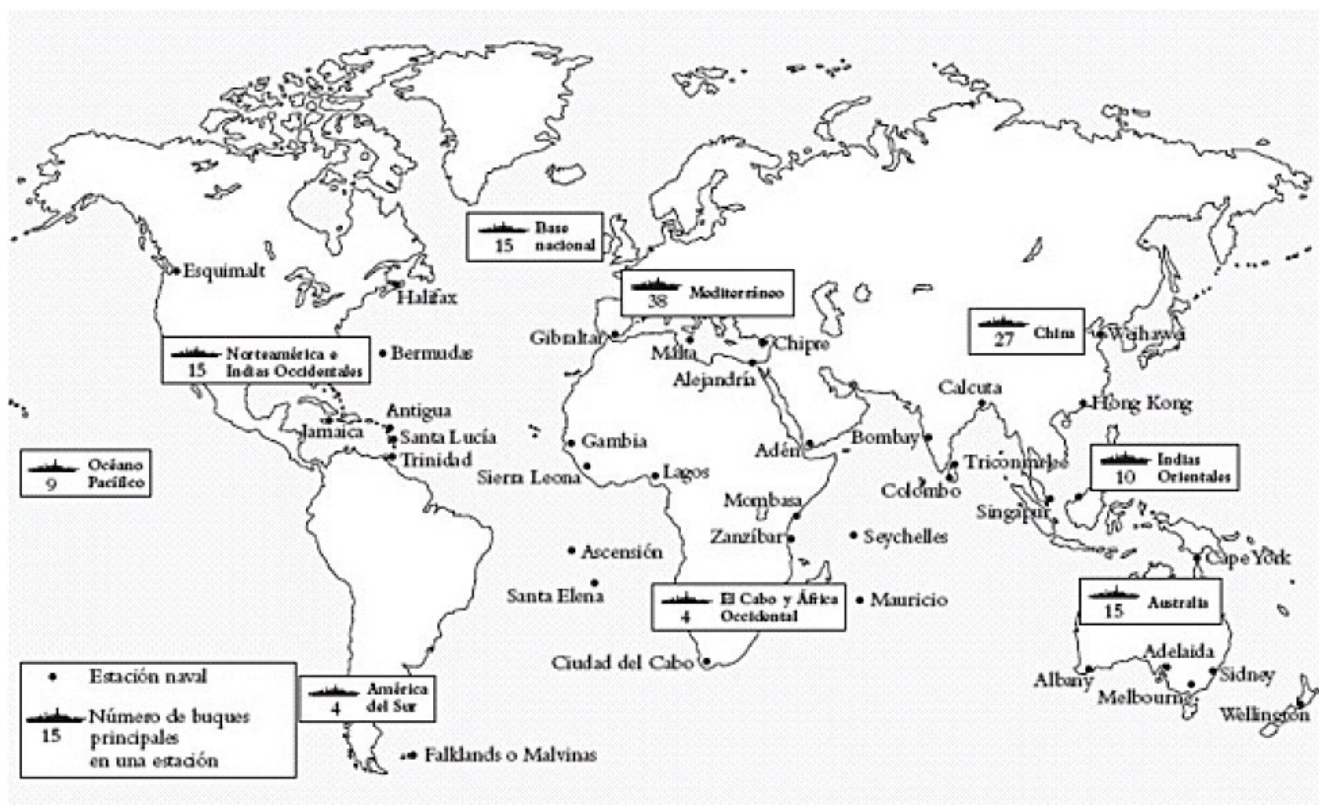 Base
15 nacional
Esquimalt
38 Mediterráneo
Halifax
27 China
Weihawei
Gibraltar
Malta
Chipre
15 Norteamérica e
Indias Occidentales
Bermudas
Alejandría
Calcuta
Hong Kong
Antigua
Jamaica
Santa Lucía
Gambia
Adén
Bombay
Trinidad
Triconmelee
10 Indias
Orientales
9 Océano
Pacífico
Sierra Leona
Lagos
Colombo
Mombasa
Singapur
Zanzíbar
Seychelles
Ascensión
Cape York
Santa Elena
4 El Cabo y África
Occidental
Mauricio
15 Australia
Ciudad del Cabo
Adelaida
Albany
Sidney
Melbourne
Wellington
Estación naval
4 América
del Sur
15 Número de buques
principales
en una estación
Falklands o Malvinas